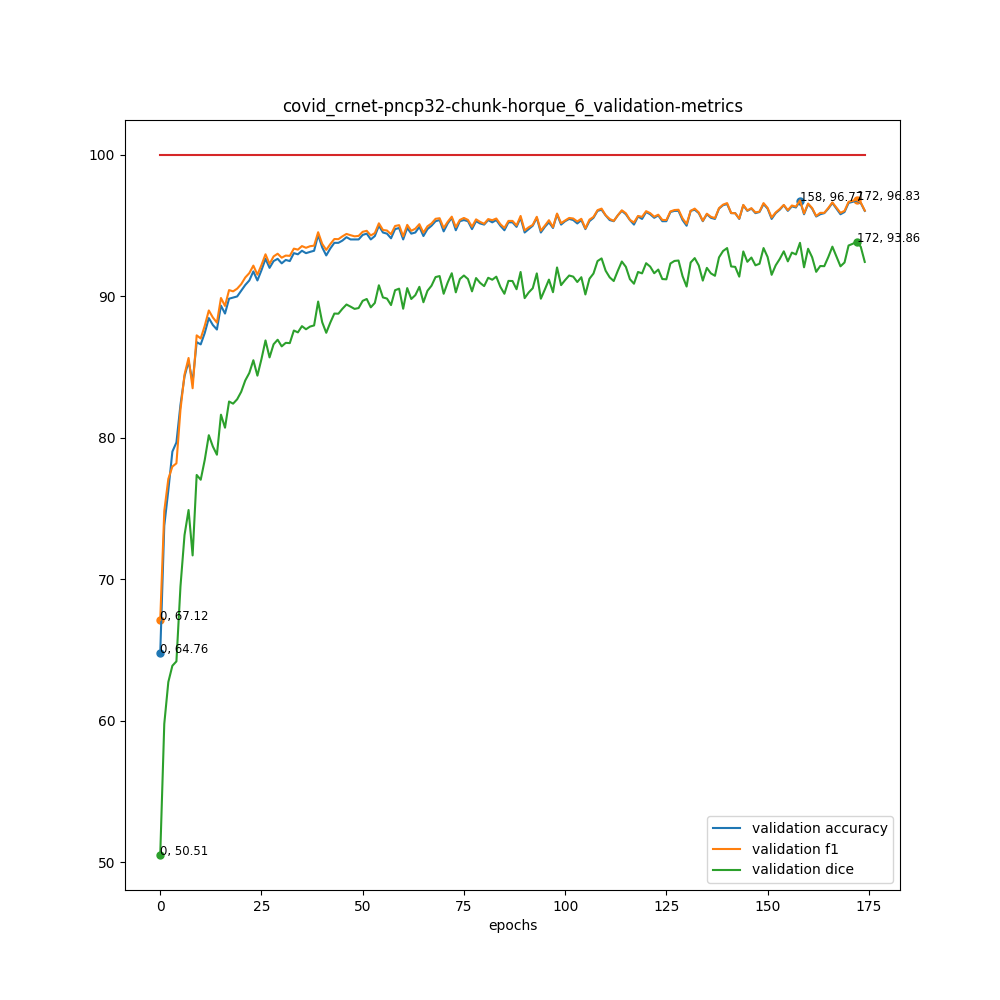 covid_crnet-pncp32-chunk-horque_6_validation-metrics
100
90
80
70
60
50
158, 96.77
172, 96.83
172, 93.86
0, 67.12
0, 64.76
0, 50.51
validation accuracy
validation f1
validation dice
0 25 50 75 100 125 150 175
epochs